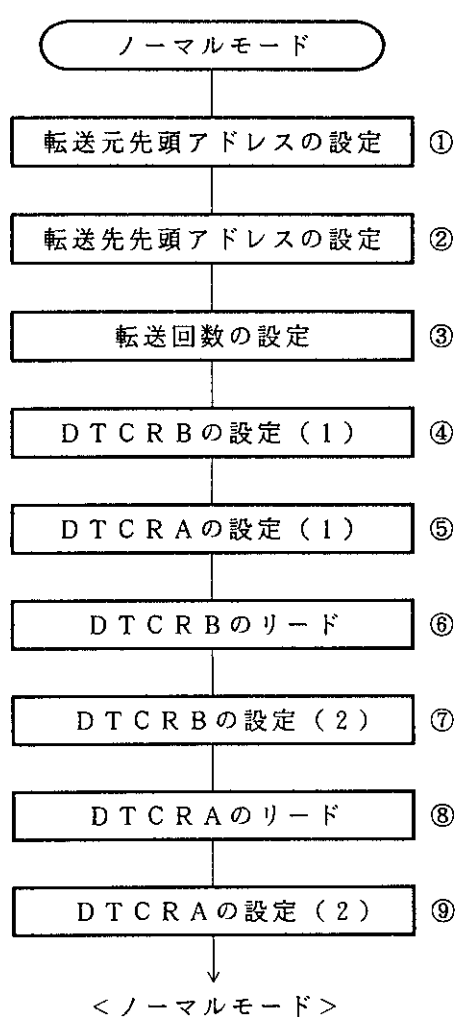 ノーマルモード
転送元先頭アドレスの設定 ①
転送先先頭アドレスの設定 ②
転送回数の設定 ③
DTCRBの設定(1) ④
DTCRAの設定(1) ⑤
DTCRBのリード ⑥
DTCRBの設定(2) ⑦
DTCRAのリード ⑧
DTCRAの設定(2) ⑨
<ノーマルモード>